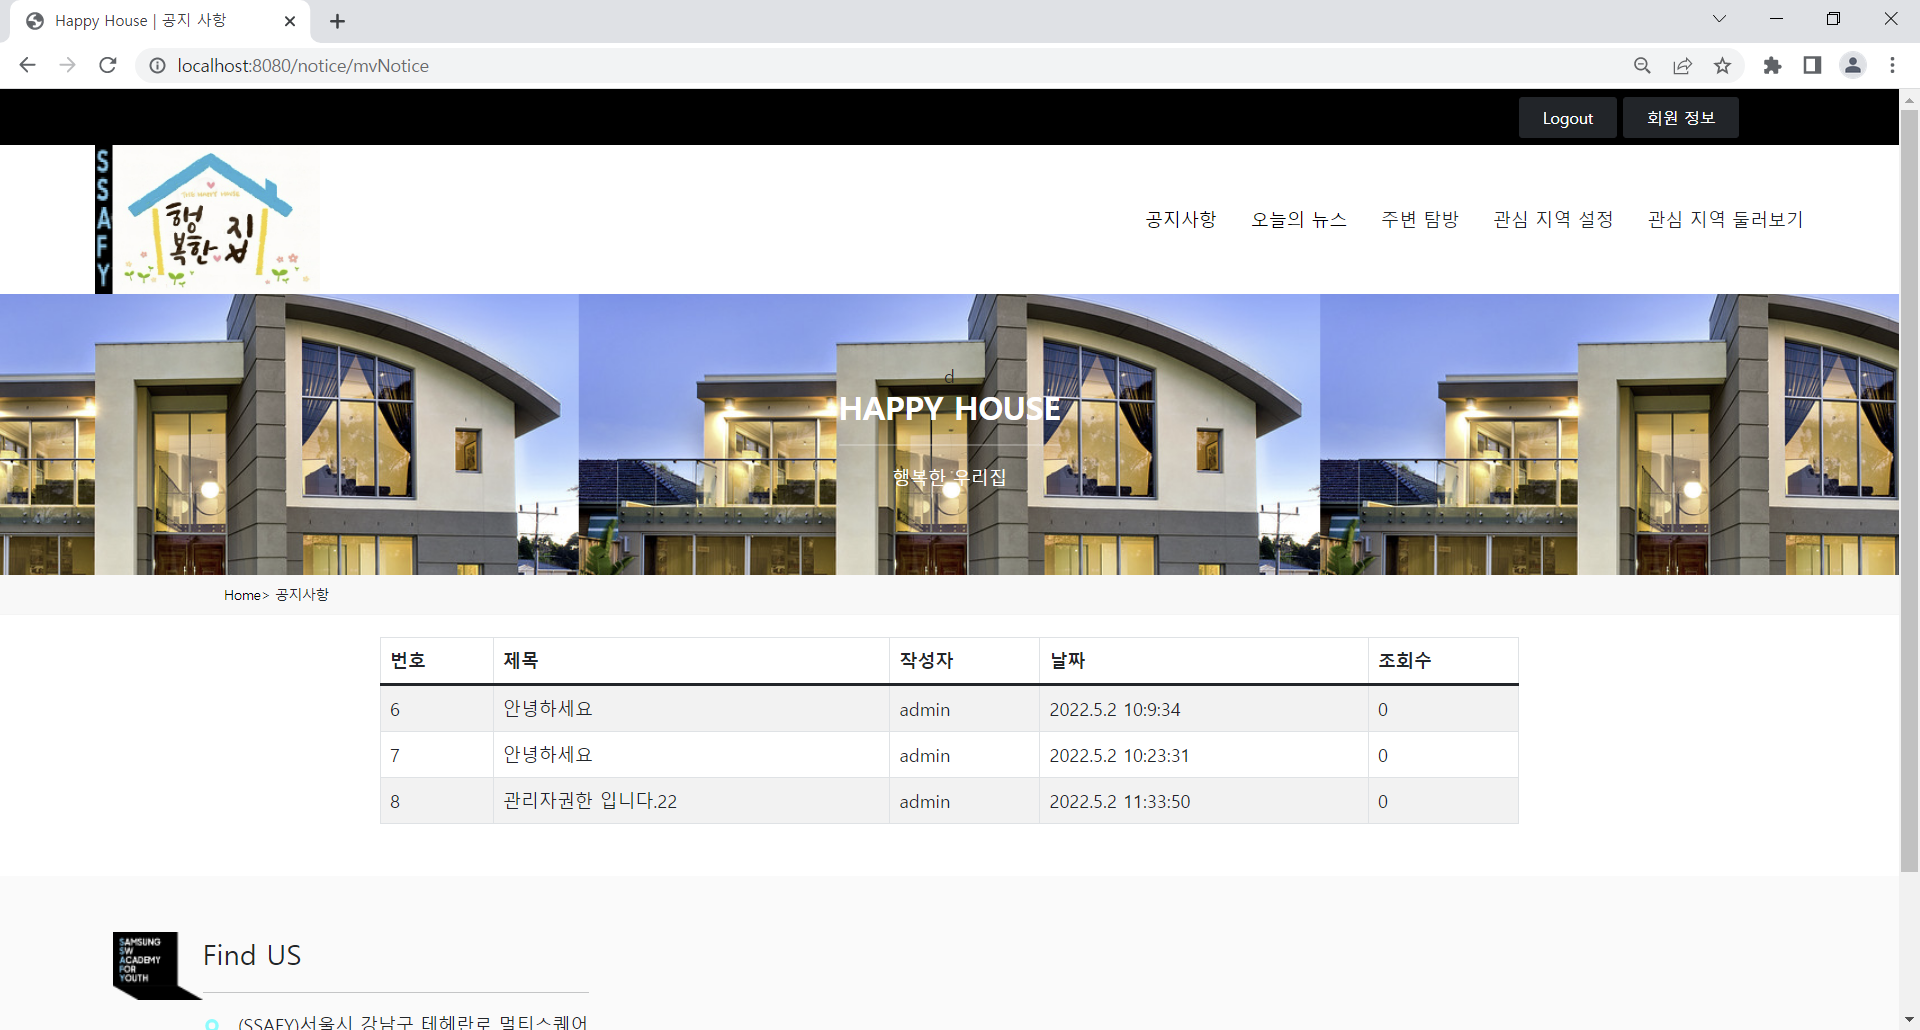 Happy House | 공지 사항
localhost:8080/notice/mvNotice
Logout 회원 정보
SSAFY
THE HAPPY HOUSE
행복한 집
공지사항 오늘의 뉴스 주변 탐방 관심 지역 설정 관심 지역 둘러보기
d
HAPPY HOUSE
행복한 우리집
Home> 공지사항
번호 제목 작성자 날짜 조회수
6 안녕하세요 admin 2022.5.2 10:9:34 0
7 안녕하세요 admin 2022.5.2 10:23:31 0
8 관리자권한 입니다.22 admin 2022.5.2 11:33:50 0
SAMSUNG
SW
ACADEMY
FOR
YOUTH
Find US
(SSAFY)서울시 강남구 테헤란로 멀티스퀘어